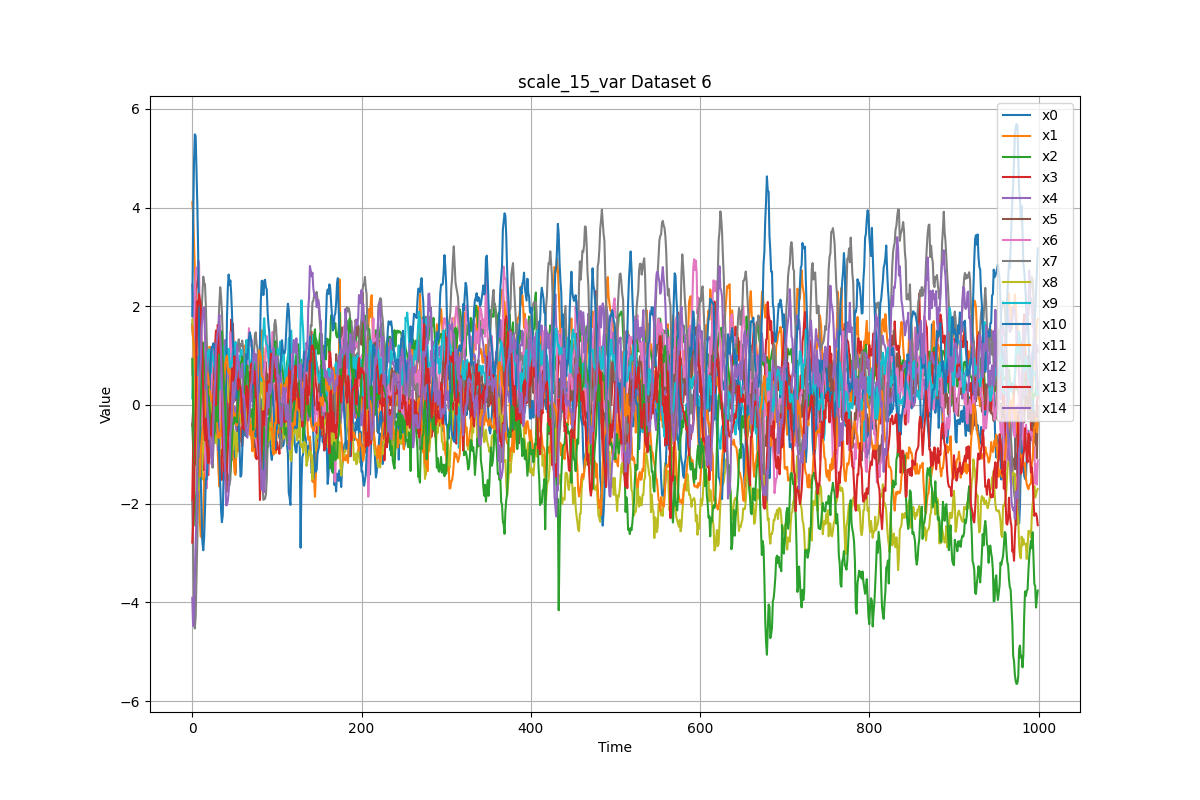 scale_15_var Dataset 6
6
4
2
0
−2
−4
−6
Value
0
200
400
600
800
1000
Time
x0
x1
x2
x3
x4
x5
x6
x7
x8
x9
x10
x11
x12
x13
x14